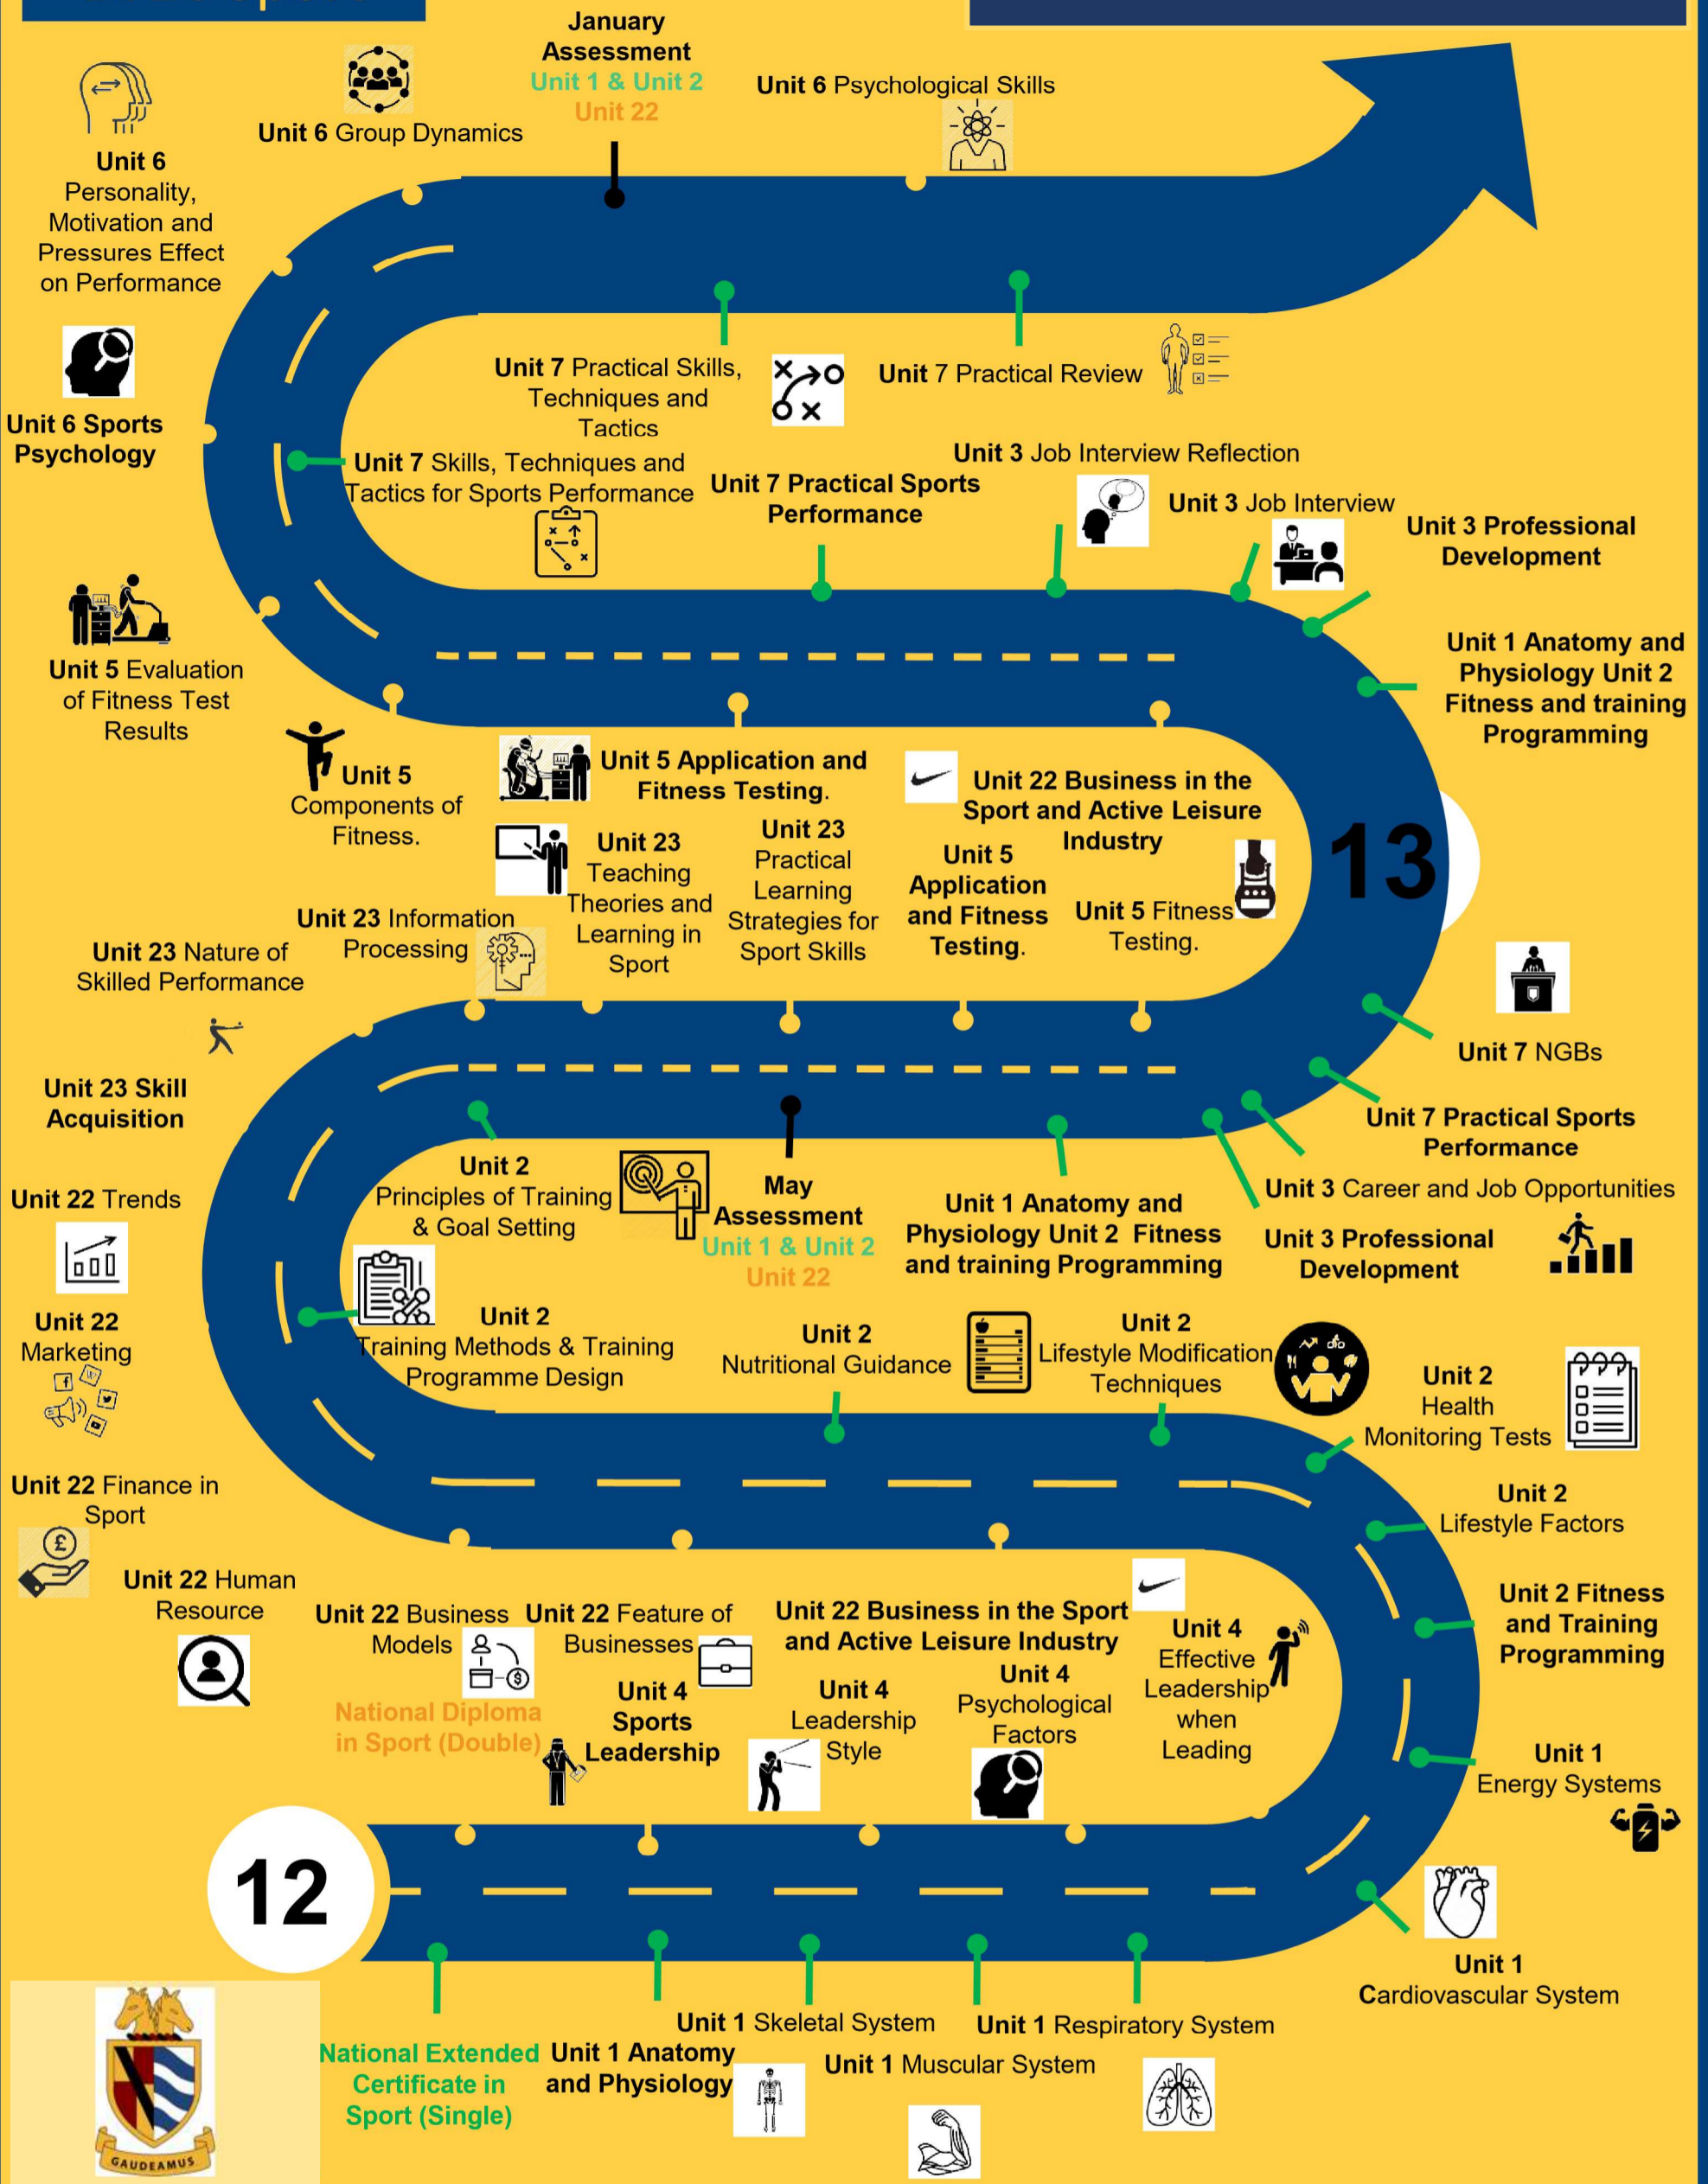 January
Assessment
Unit 1 & Unit 2
Unit 22
Unit 6 Psychological Skills
Unit 6 Group Dynamics
Unit 6
Personality,
Motivation and
Pressures Effect
on Performance
Unit 6 Sports
Psychology
Unit 7 Practical Skills,
Techniques and
Tactics
Unit 7 Practical Review
Unit 7 Skills, Techniques and
Tactics for Sports Performance
Unit 7 Practical Sports
Performance
Unit 3 Job Interview Reflection
Unit 3 Job Interview
Unit 3 Professional
Development
Unit 1 Anatomy and
Physiology Unit 2
Fitness and training
Programming
Unit 5 Evaluation
of Fitness Test
Results
Unit 5
Components of
Fitness.
Unit 5 Application and
Fitness Testing.
Unit 22 Business in the
Sport and Active Leisure
Industry
13
Unit 23
Teaching
Theories and
Learning in
Sport
Unit 23
Practical
Learning
Strategies for
Sport Skills
Unit 5
Application
and Fitness
Testing.
Unit 5 Fitness
Testing.
Unit 23 Information
Processing
Unit 23 Nature of
Skilled Performance
Unit 23 Skill
Acquisition
Unit 7 NGBs
Unit 7 Practical Sports
Performance
Unit 3 Career and Job Opportunities
Unit 3 Professional
Development
Unit 1 Anatomy and
Physiology Unit 2 Fitness
and training Programming
May
Assessment
Unit 1 & Unit 2
Unit 22
Unit 2
Principles of Training
& Goal Setting
Unit 22 Trends
Unit 22
Marketing
Unit 2
Training Methods & Training
Programme Design
Unit 2
Nutritional Guidance
Unit 2
Lifestyle Modification
Techniques
Unit 2
Health
Monitoring Tests
Unit 2
Lifestyle Factors
Unit 2 Fitness
and Training
Programming
Unit 22 Finance in
Sport
Unit 22 Human
Resource
Unit 22 Business
Models
Unit 22 Feature of
Businesses
Unit 22 Business in the Sport
and Active Leisure Industry
Unit 4
Effective
Leadership
when
Leading
Unit 4
Psychological
Factors
Unit 4
Leadership
Style
Unit 4
Sports
Leadership
National Diploma
in Sport (Double)
Unit 1
Energy Systems
12
Unit 1
Cardiovascular System
Unit 1 Skeletal System
Unit 1 Respiratory System
National Extended
Certificate in
Sport (Single)
Unit 1 Anatomy
and Physiology
Unit 1 Muscular System
GAUDEAMUS